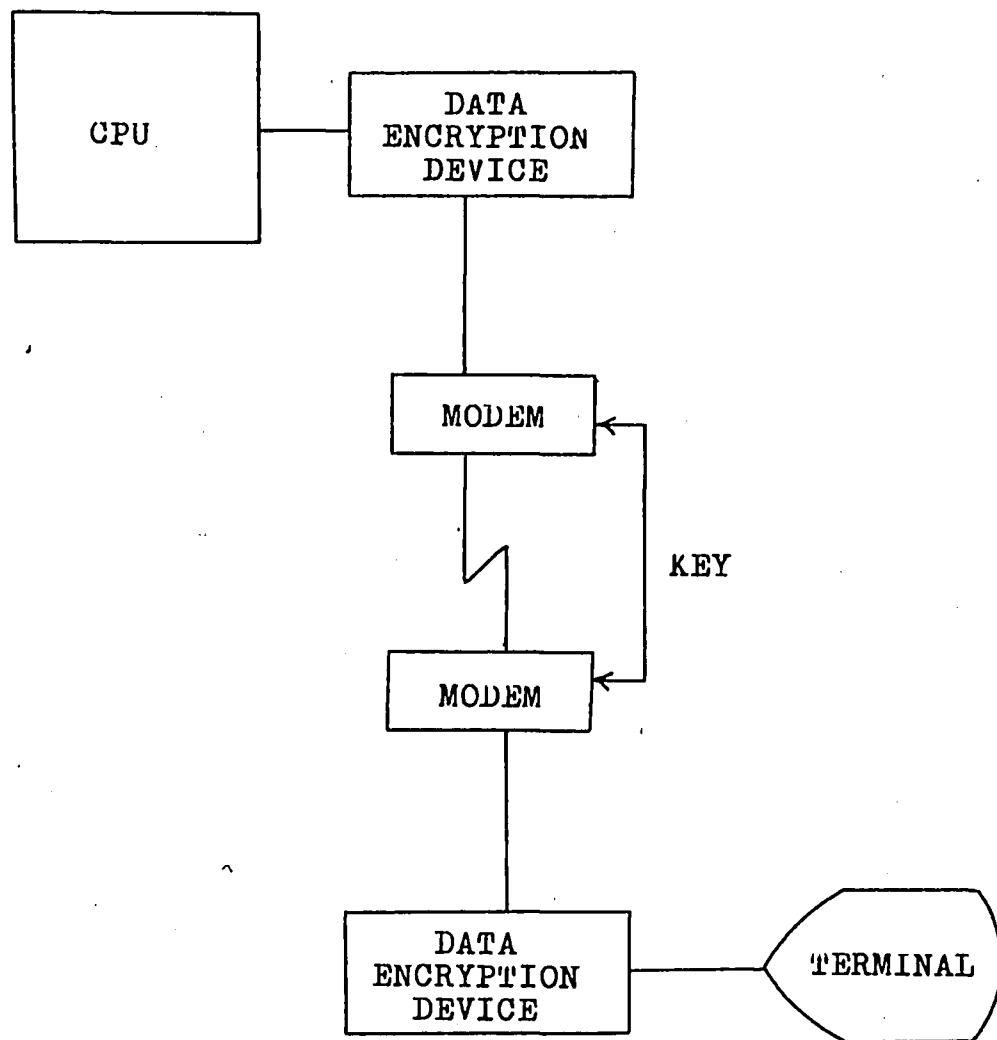 CPU
DATA
ENCRYPTION
DEVICE
MODEM
KEY
MODEM
DATA
ENCRYPTION
DEVICE
TERMINAL